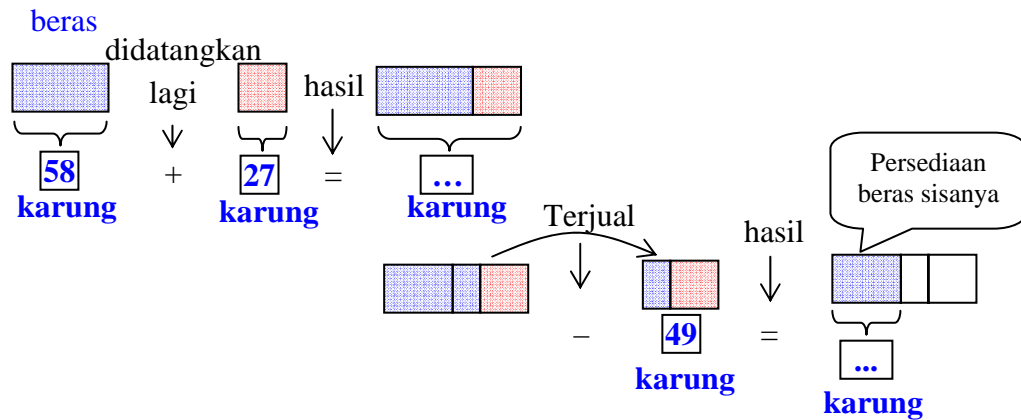 beras
didatangkan
lagi
hasil
58 + 27 = ...
karung karung karung
Persediaan
beras sisanya
Terjual
hasil
– 49 = ...
karung
karung